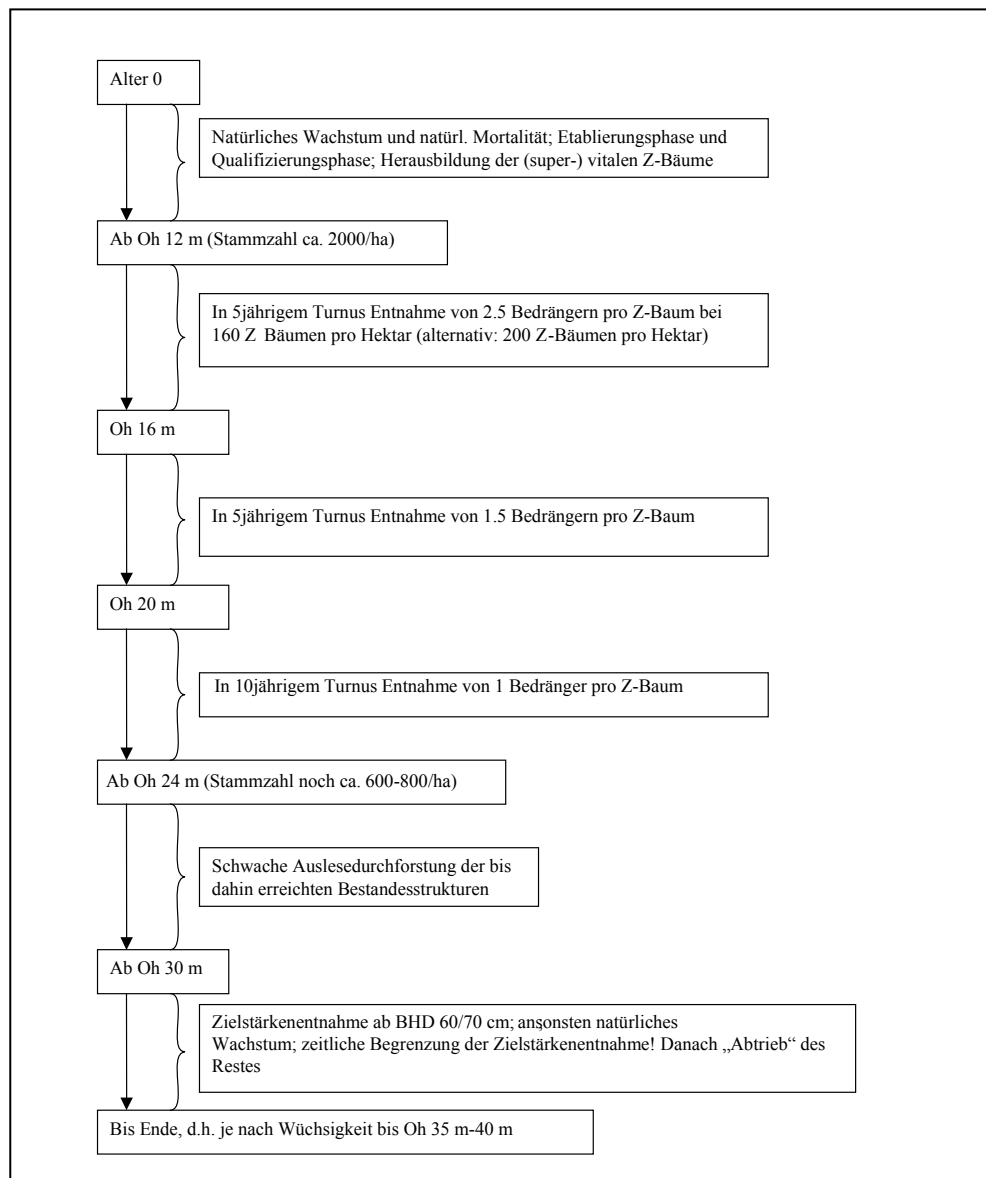 Alter 0
Natürliches Wachstum und natürl. Mortalität; Etablierungsphase und
Qualifizierungsphase; Herausbildung der (super-) vitalen Z-Bäume
Ab Oh 12 m (Stammzahl ca. 2000/ha)
In 5jährigem Turnus Entnahme von 2.5 Bedrängern pro Z-Baum bei
160 Z Bäumen pro Hektar (alternativ: 200 Z-Bäumen pro Hektar)
Oh 16 m
In 5jährigem Turnus Entnahme von 1.5 Bedrängern pro Z-Baum
Oh 20 m
In 10jährigem Turnus Entnahme von 1 Bedränger pro Z-Baum
Ab Oh 24 m (Stammzahl noch ca. 600-800/ha)
Schwache Auslesedurchforstung der bis
dahin erreichten Bestandesstrukturen
Ab Oh 30 m
Zielstärkenentnahme ab BHD 60/70 cm; ansonsten natürliches
Wachstum; zeitliche Begrenzung der Zielstärkenentnahme! Danach „Abtrieb“ des
Restes
Bis Ende, d.h. je nach Wüchsigkeit bis Oh 35 m-40 m